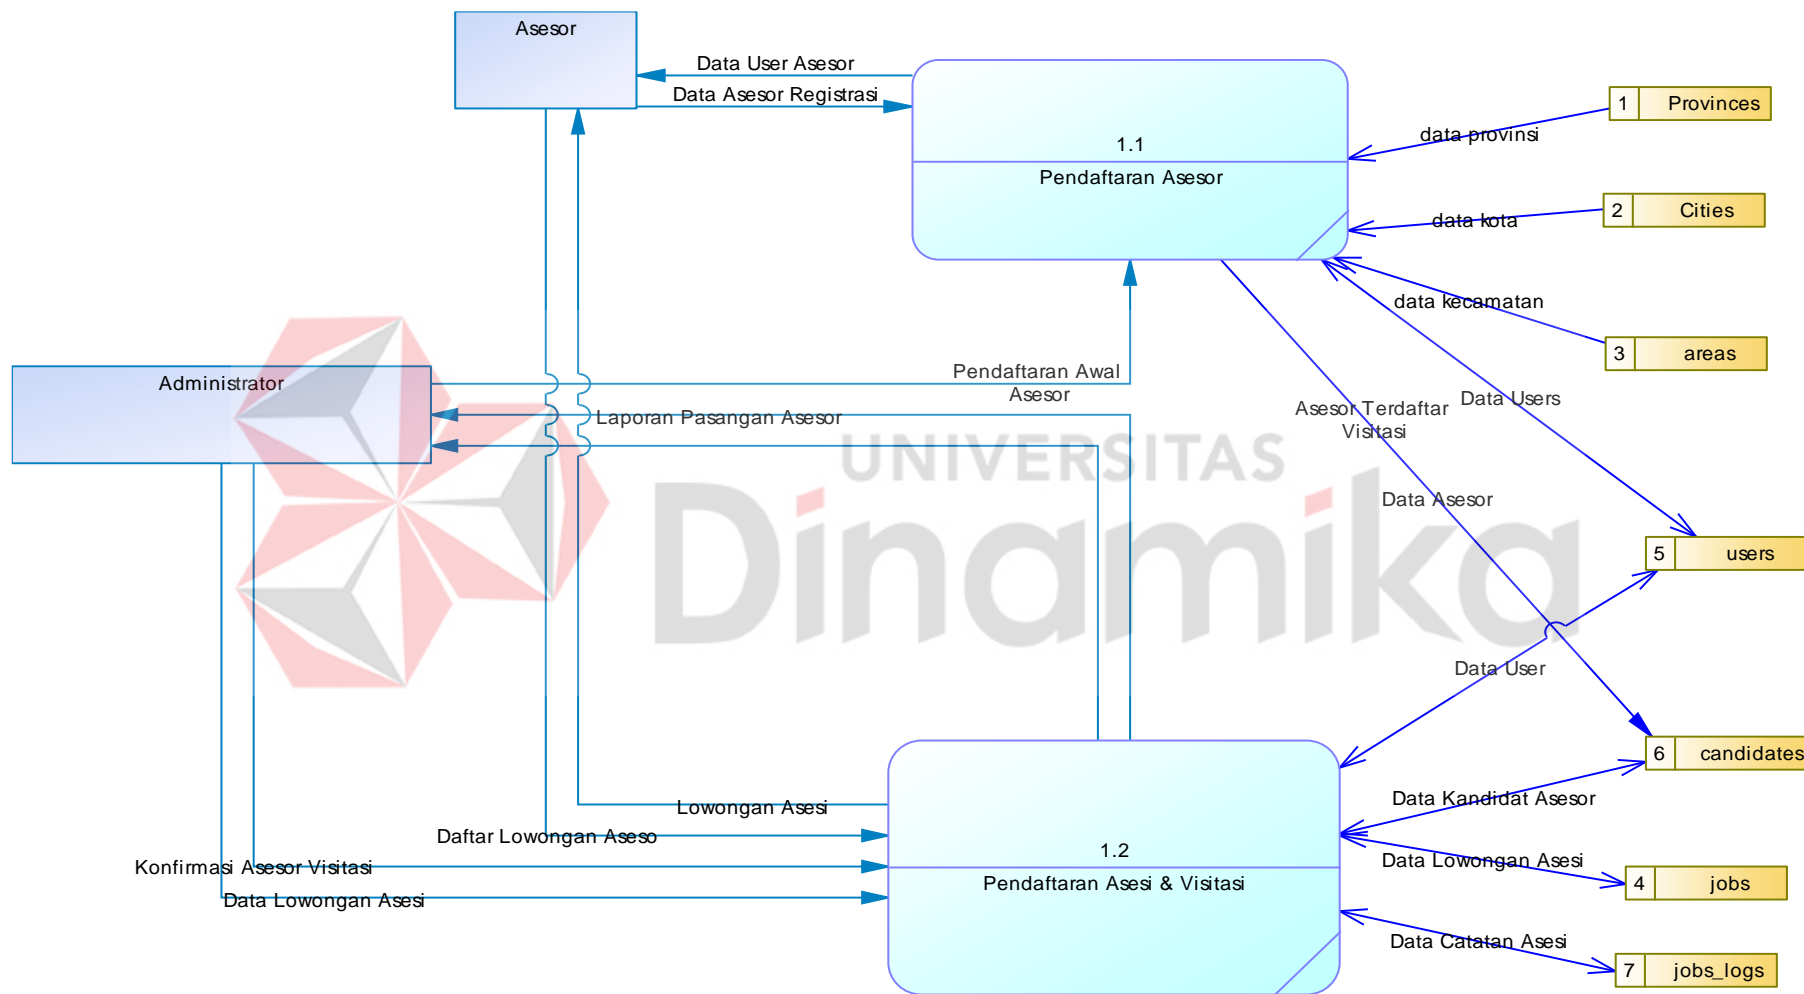 Asesor
Data User Asesor
Data Asesor Registrasi
1.1
Pendaftaran Asesor
1 Provinces
data provinsi
2 Cities
data kota
data kecamatan
3 areas
Administrator
Pendaftaran Awal
Asesor
Laporan Pasangan Asesor
Asesor Terdaftar
Visitasi
Data Users
UNIVERSITAS
Dinamika
Data Asesor
5 users
Data User
6 candidates
Lowongan Asesi
Daftar Lowongan Aseso
Konfirmasi Asesor Visitasi
Data Lowongan Asesi
1.2
Pendaftaran Asesi & Visitasi
Data Kandidat Asesor
Data Lowongan Asesi
4 jobs
Data Catatan Asesi
7 jobs_logs